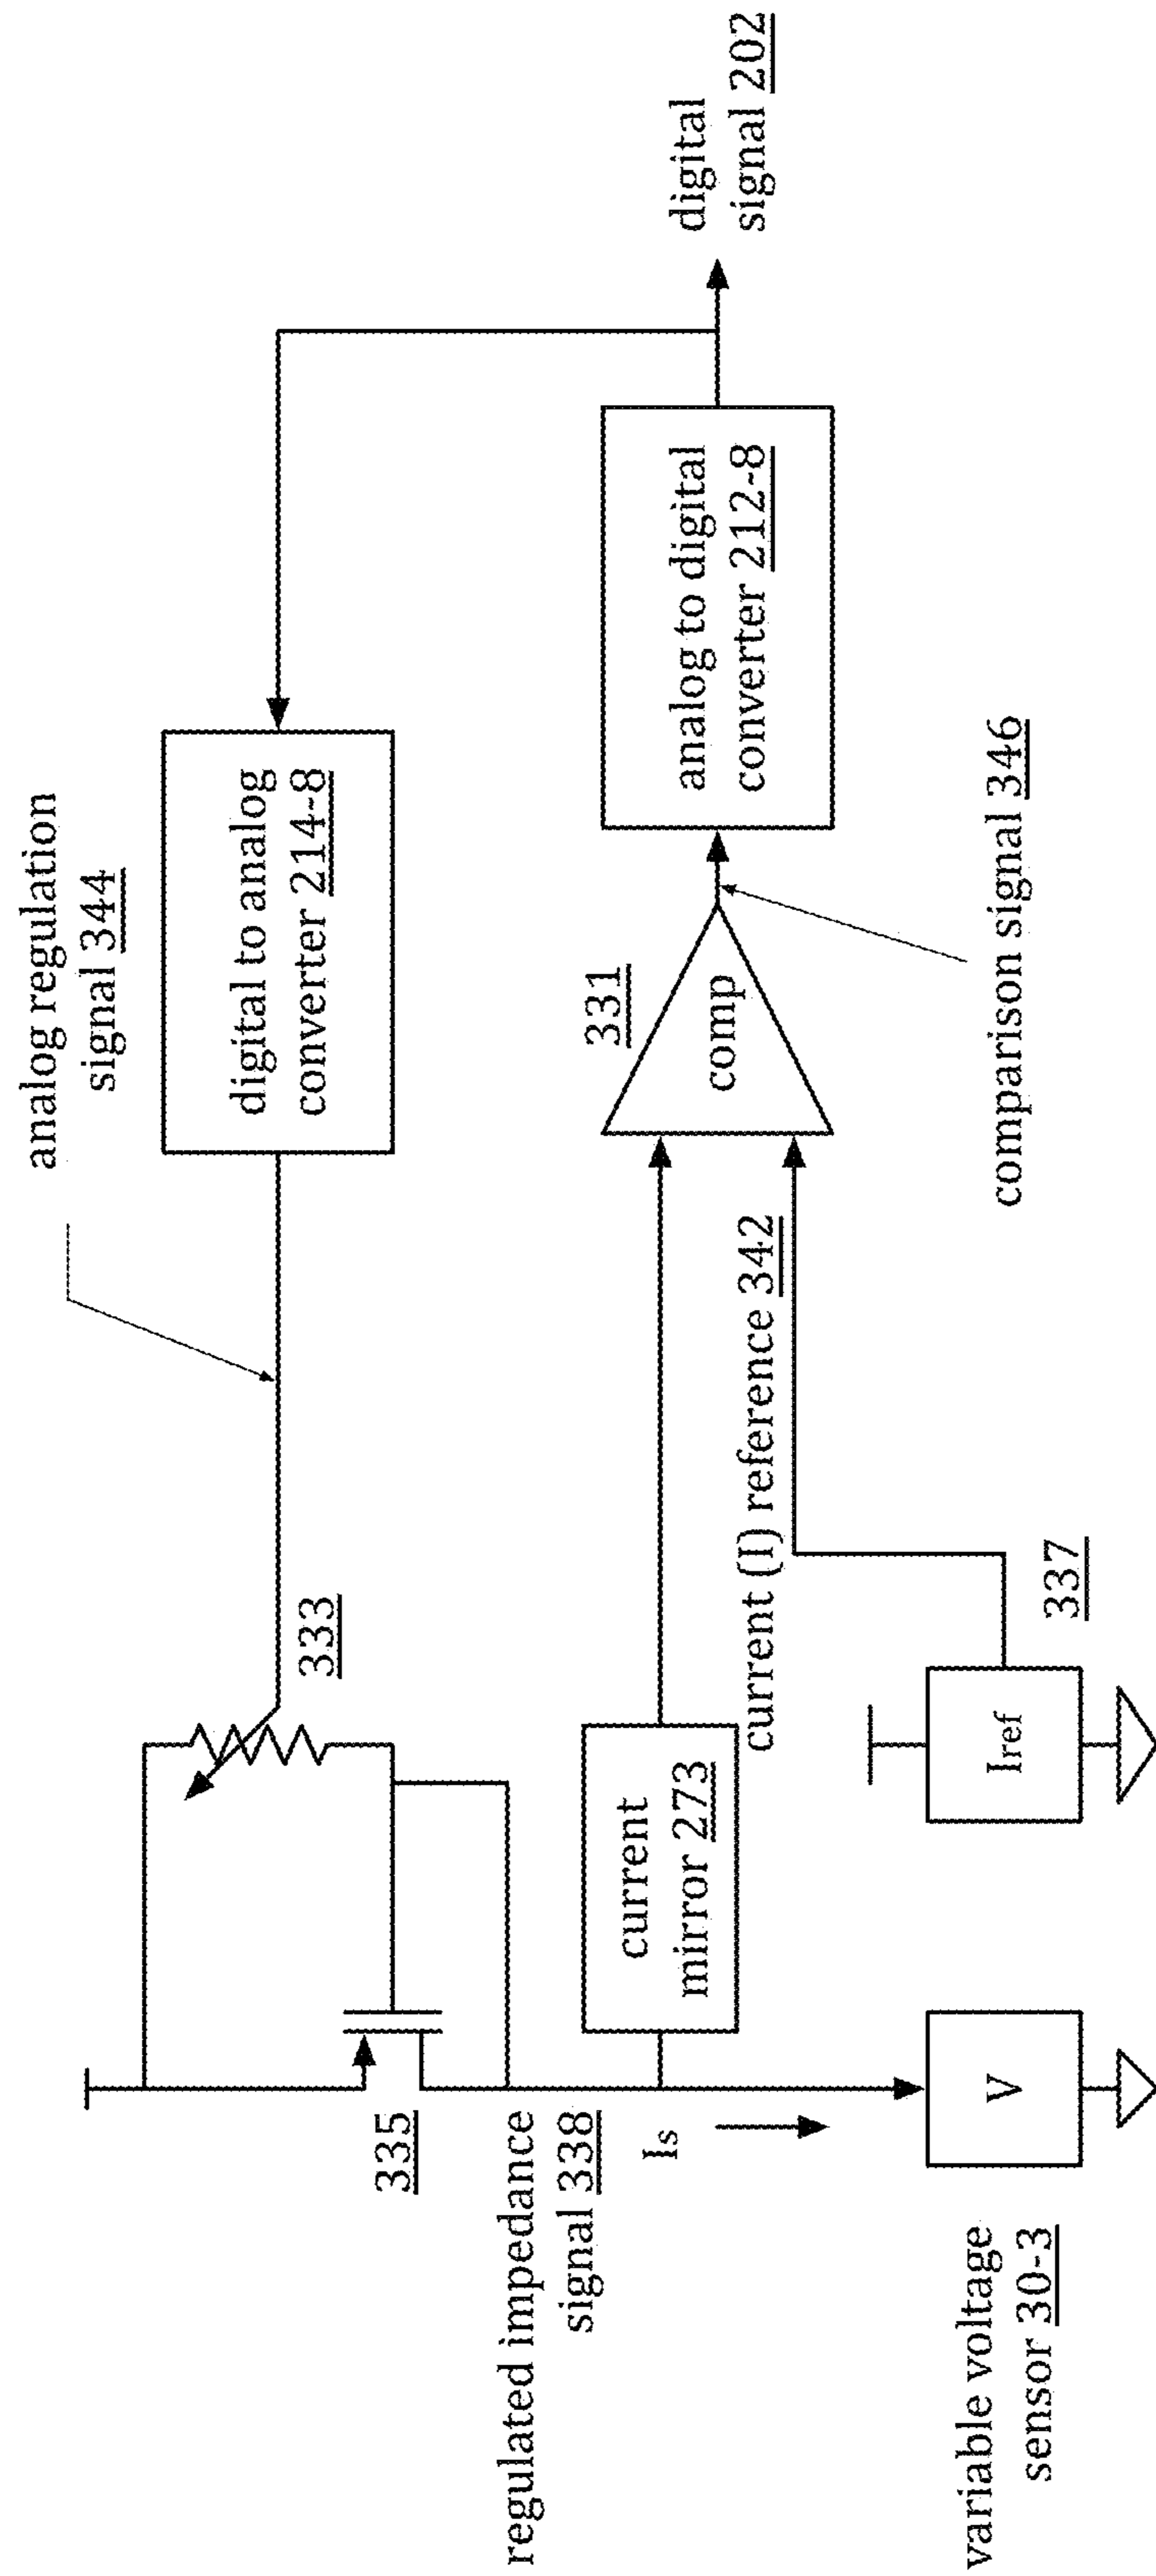 analog regulation
signal 344
digital to analog
converter 214-8
333
335
regulated impedance
signal 338
Is
current
mirror 273
331
comp
analog to digital
converter 212-8
digital
signal 202
current (I) reference 342
comparison signal 346
variable voltage
sensor 30-3
V
Iref
337